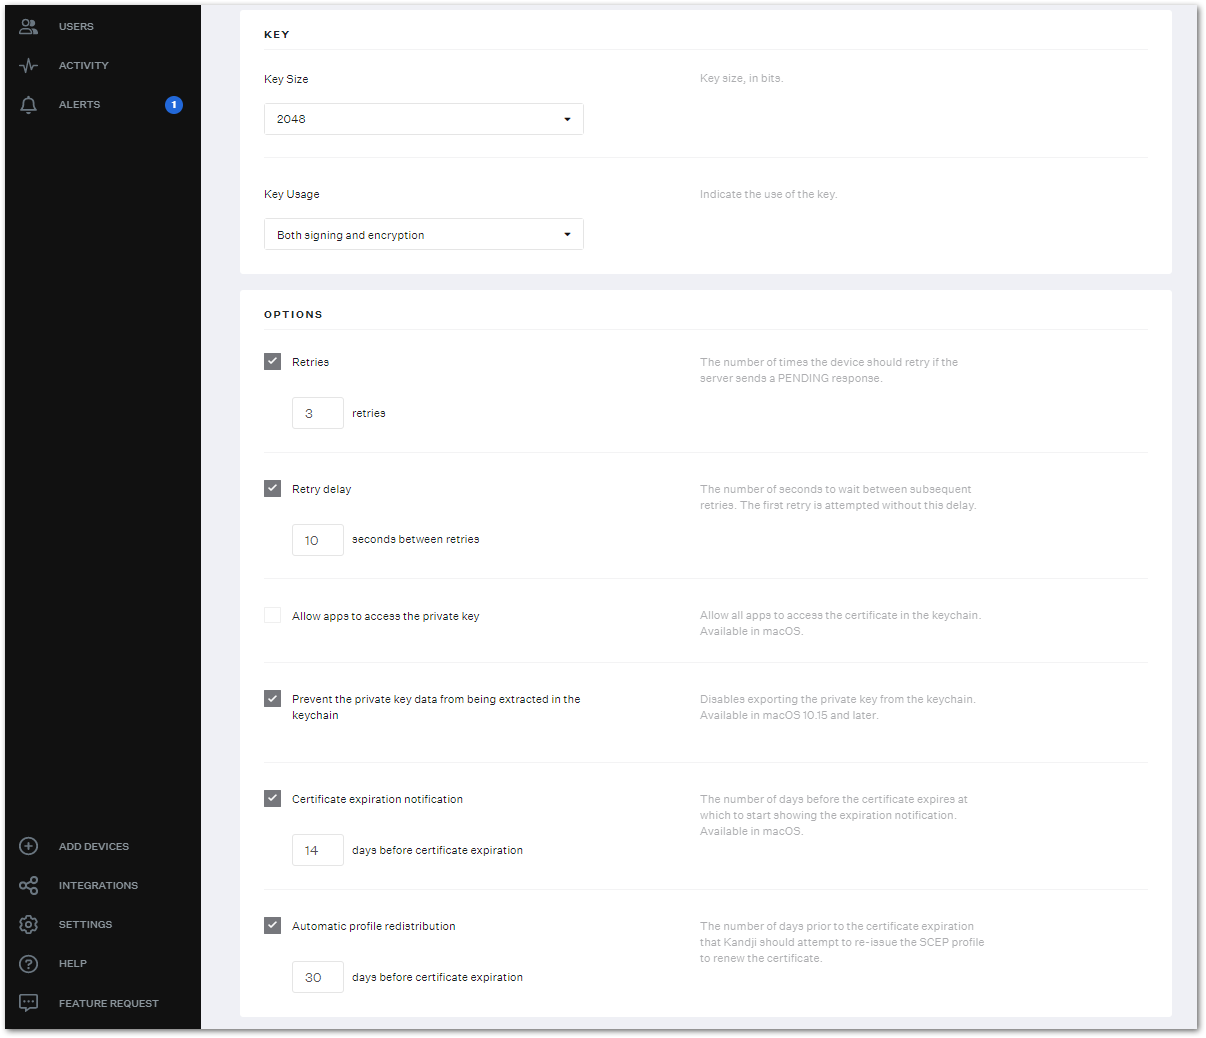 USERS
ACTIVITY
ALERTS
1
KEY
Key Size
Key size, in bits.
2048
Key Usage
Indicate the use of the key.
Both signing and encryption
OPTIONS
Retries
The number of times the device should retry if the
server sends a PENDING response.
3
retries
Retry delay
The number of seconds to wait between subsequent
retries. The first retry is attempted without this delay.
10
seconds between retries
Allow apps to access the private key
Allow all apps to access the certificate in the keychain.
Available in macOS.
Prevent the private key data from being extracted in the
keychain
Disables exporting the private key from the keychain.
Available in macOS 10.15 and later.
Certificate expiration notification
The number of days before the certificate expires at
which to start showing the expiration notification.
Available in macOS.
14
days before certificate expiration
Automatic profile redistribution
The number of days prior to the certificate expiration
that Kandji should attempt to re-issue the SCEP profile
to renew the certificate.
30
days before certificate expiration
ADD DEVICES
INTEGRATIONS
SETTINGS
HELP
FEATURE REQUEST